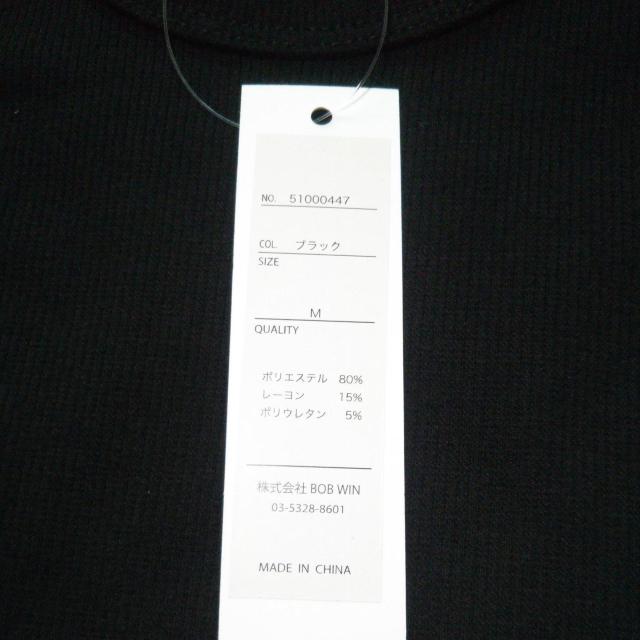 NO. 51000447
COL. ブラック
SIZE
M
QUALITY
ポリエステル 80%
レーヨン 15%
ポリウレタン 5%
株式会社 BOB WIN
03-5328-8601
MADE IN CHINA